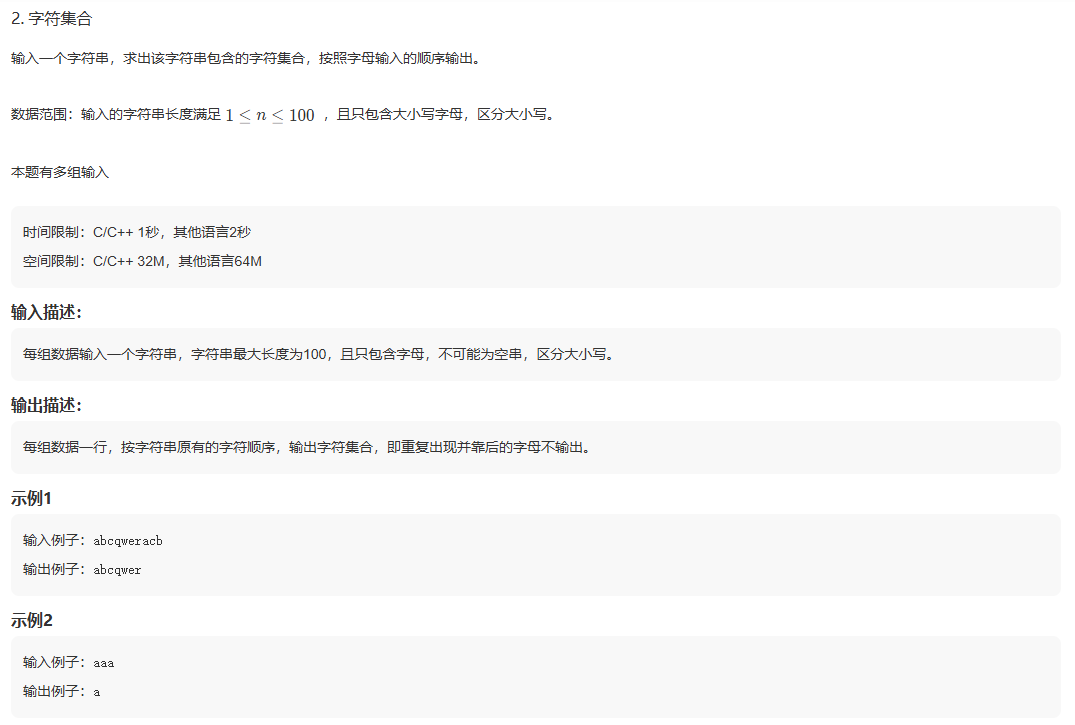 2. 字符集合
输入一个字符串，求出该字符串包含的字符集合，按照字母输入的顺序输出。
数据范围：输入的字符串长度满足 1 ≤ n ≤ 100 ，且只包含大小写字母，区分大小写。
本题有多组输入
时间限制：C/C++ 1秒，其他语言2秒
空间限制：C/C++ 32M，其他语言64M
输入描述：
每组数据输入一个字符串，字符串最大长度为100，且只包含字母，不可能为空串，区分大小写。
输出描述：
每组数据一行，按字符串原有的字符顺序，输出字符集合，即重复出现并靠后的字母不输出。
示例1
输入例子：abcqweracb
输出例子：abcqwer
示例2
输入例子：aaa
输出例子：a